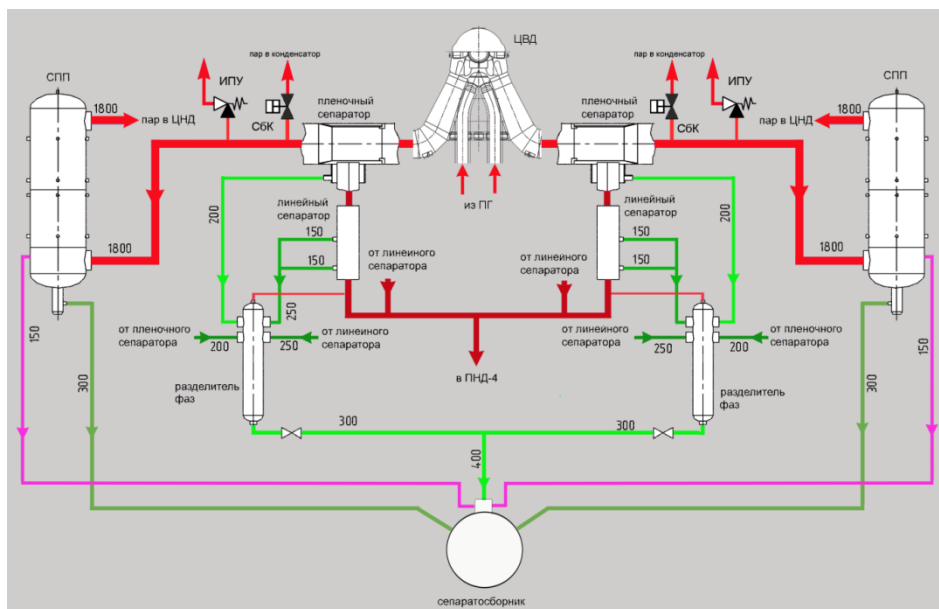 ЦВД
пар в конденсатор
пар в конденсатор
СПП
ИПУ
ИПУ
СПП
1800
пар в ЦНД
СбК
пленочный
сепаратор
пленочный
сепаратор
СбК
пар в ЦНД
1800
из ПГ
200
линейный
сепаратор
линейный
сепаратор
200
150
150
1800
150
150
1800
от линеиного
сепаратора
от линеиного
сепаратора
250
150
300
от пленочного
сепаратора
200
от линеиного
сепаратора
250
от линеиного
сепаратора
250
от пленочного
сепаратора
200
300
150
в ПНД-4
разделитель
фаз
разделитель
фаз
300
300
400
сепаратосборник